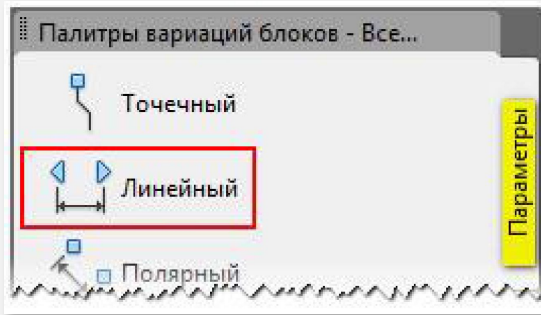 Палитры вариаций блоков - Все...
Точечный
Линейный
Полярный
Параметры